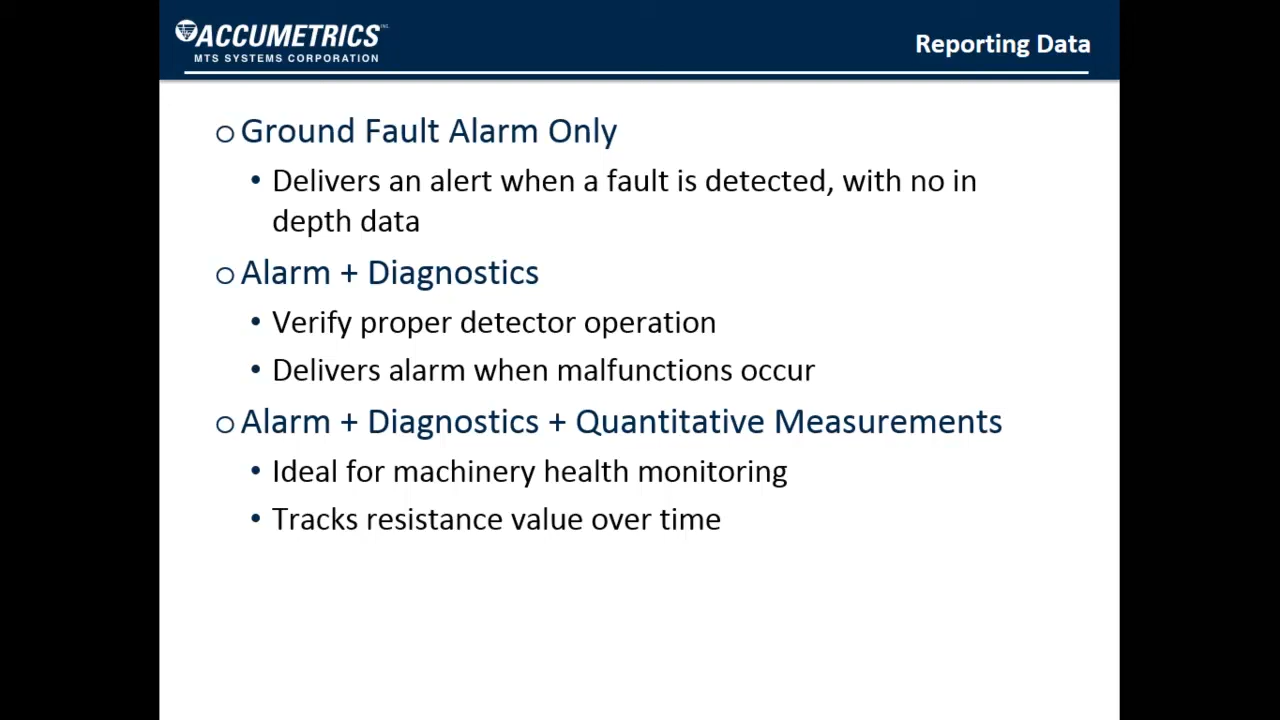 ACCUMETRICS INC.
MTS SYSTEMS CORPORATION
Reporting Data
Ground Fault Alarm Only
• Delivers an alert when a fault is detected, with no in
depth data
Alarm + Diagnostics
• Verify proper detector operation
• Delivers alarm when malfunctions occur
Alarm + Diagnostics + Quantitative Measurements
• Ideal for machinery health monitoring
• Tracks resistance value over time